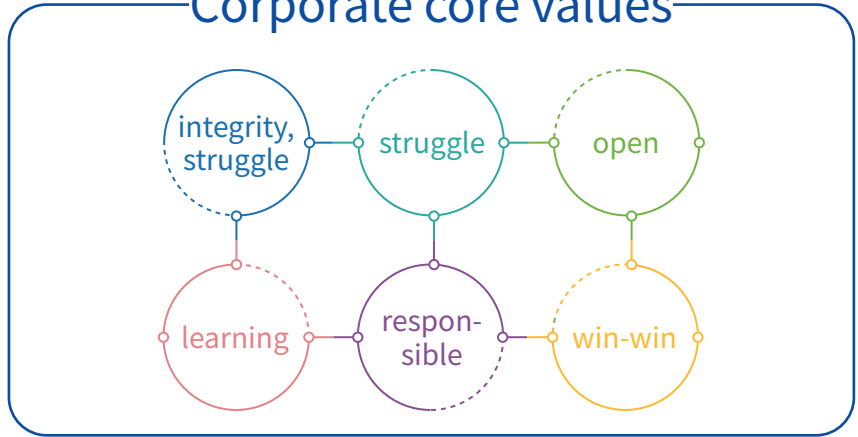 Corporate core values
integrity,
struggle
struggle
open
learning
respon-
sible
win-win